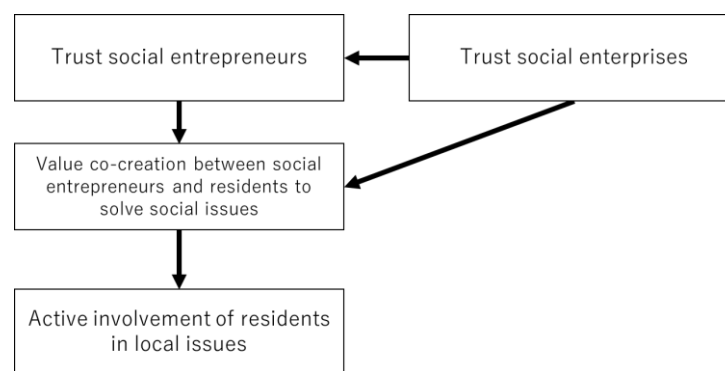 Trust social entrepreneurs
Trust social enterprises
Value co-creation between social
entrepreneurs and residents to
solve social issues
Active involvement of residents
in local issues